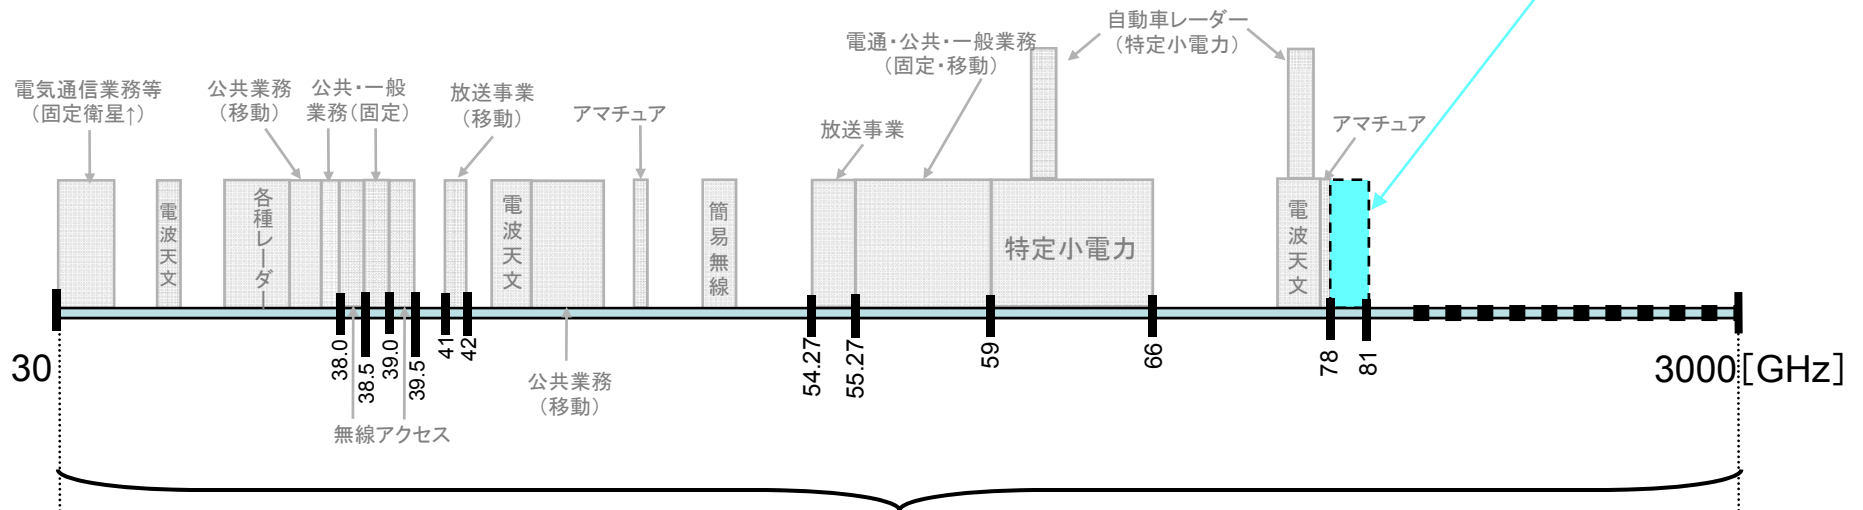 自動車レーダー
(特定小電力)
電通・公共・一般業務
(固定・移動)
電気通信業務等
(固定衛星↑)
公共業務
(移動)
公共・一般
業務(固定)
放送事業
(移動)
アマチュア
放送事業
アマチュア
電波天文
各種レーダー
電波天文
簡易無線
特定小電力
電波天文
30
38.0
38.5
39.0
39.5
41
42
54.27
55.27
59
66
78
81
3000[GHz]
公共業務
(移動)
無線アクセス